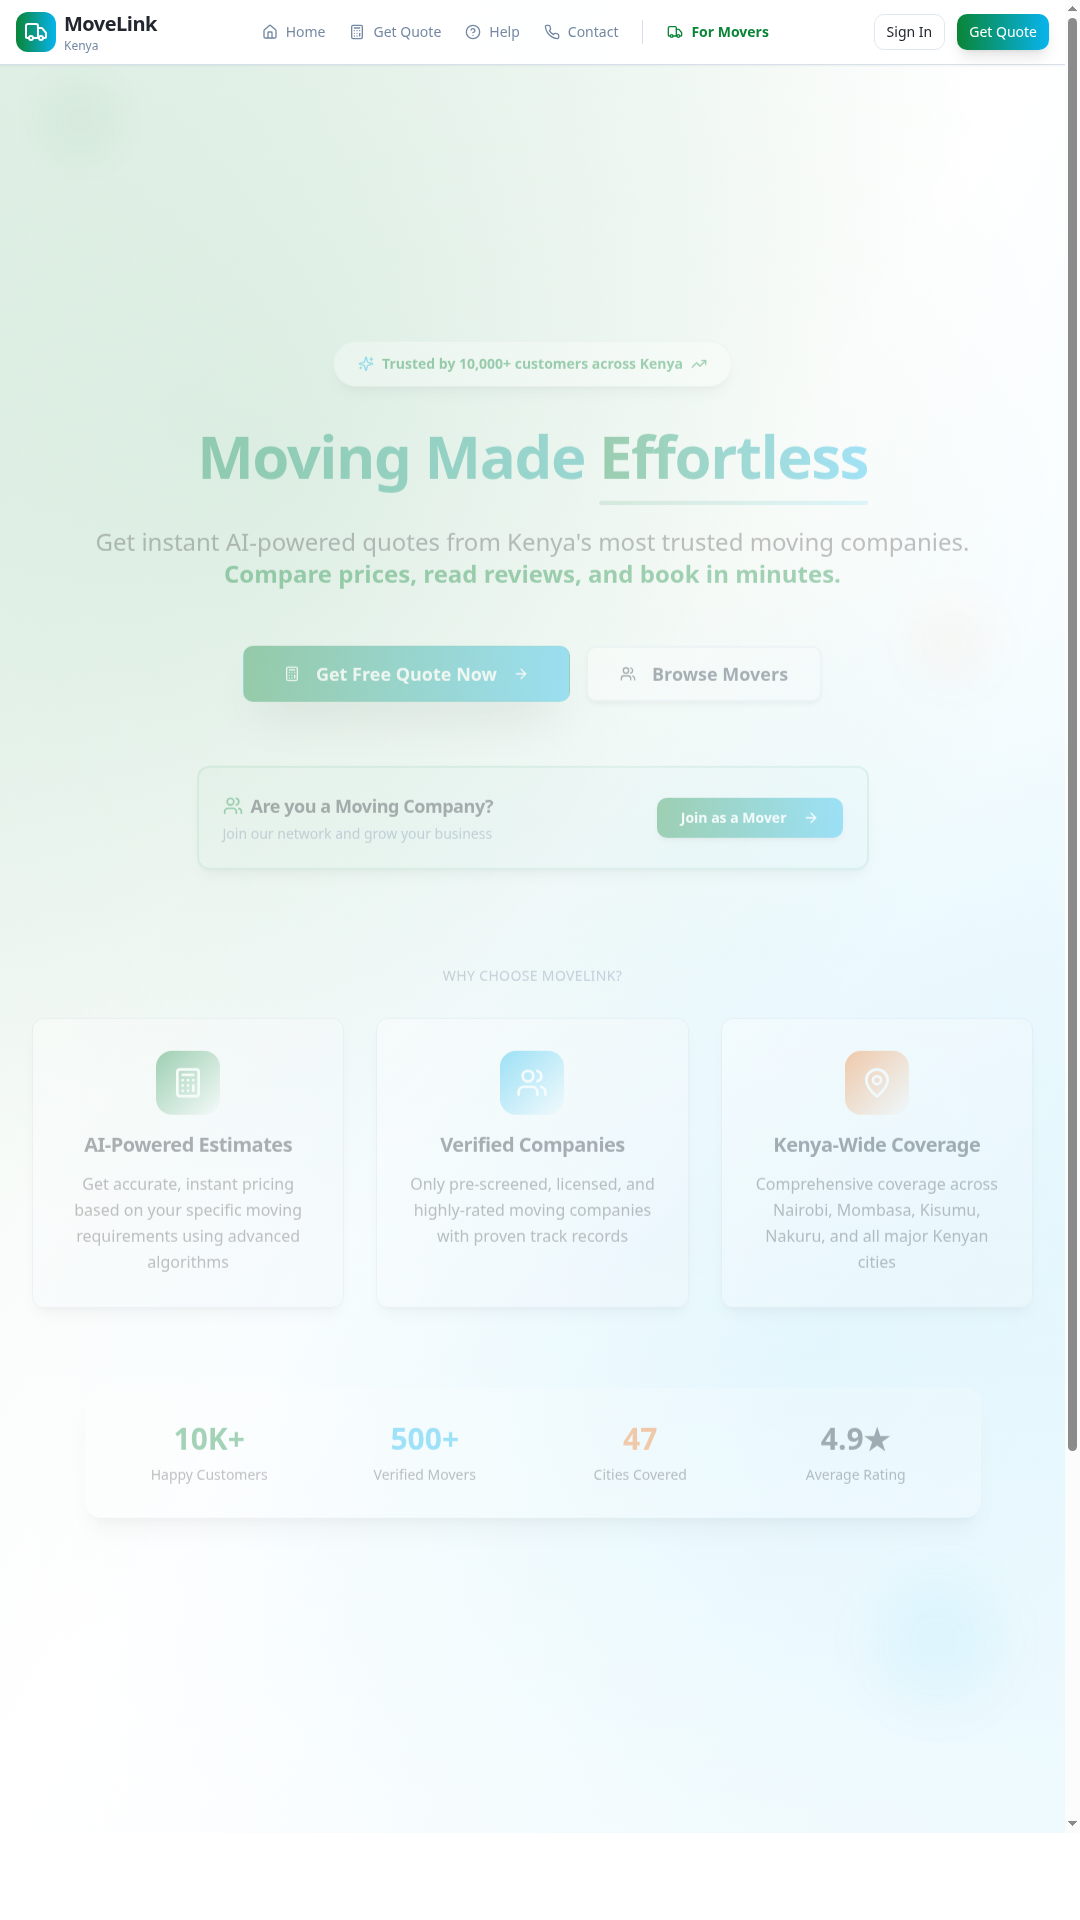 MoveLink
Kenya
Home
Get Quote
Help
Contact
For Movers
Sign In
Get Quote
Trusted by 10,000+ customers across Kenya
Moving Made Effortless
Get instant AI-powered quotes from Kenya's most trusted moving companies.
Compare prices, read reviews, and book in minutes.
Get Free Quote Now
Browse Movers
Are you a Moving Company?
Join our network and grow your business
Join as a Mover
WHY CHOOSE MOVELINK?
AI-Powered Estimates
Get accurate, instant pricing
based on your specific moving
requirements using advanced
algorithms
Verified Companies
Only pre-screened, licensed, and
highly-rated moving companies
with proven track records
Kenya-Wide Coverage
Comprehensive coverage across
Nairobi, Mombasa, Kisumu,
Nakuru, and all major Kenyan
cities
10K+
Happy Customers
500+
Verified Movers
47
Cities Covered
4.9★
Average Rating